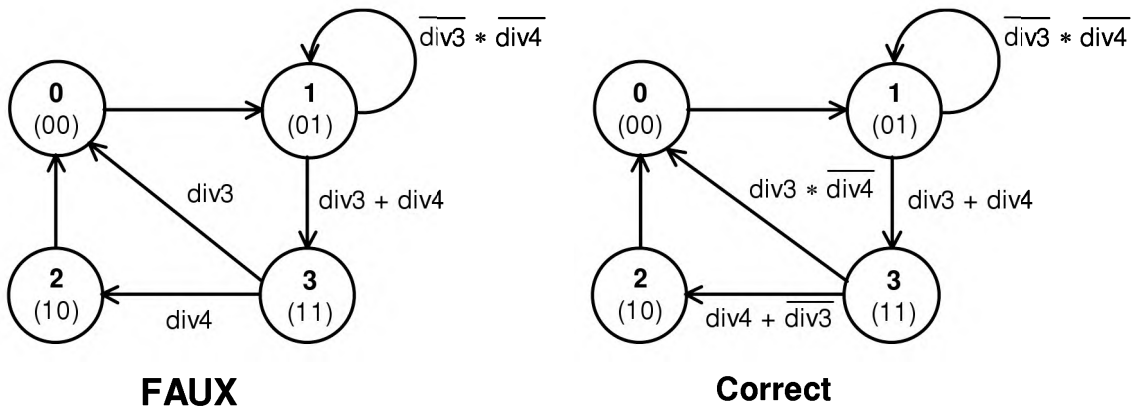 div3 * div4
0
(00)
1
(01)
div3
div3 + div4
2
(10)
3
(11)
div4
FAUX
div3 * div4
0
(00)
1
(01)
div3 * div4
div3 + div4
2
(10)
3
(11)
div4 + div3
Correct